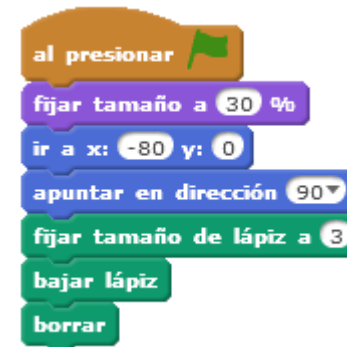 al presionar
fijar tamaño a 30 %
ir a x: -80 y: 0
apuntar en dirección 90
fijar tamaño de lápiz a 3
bajar lápiz
borrar